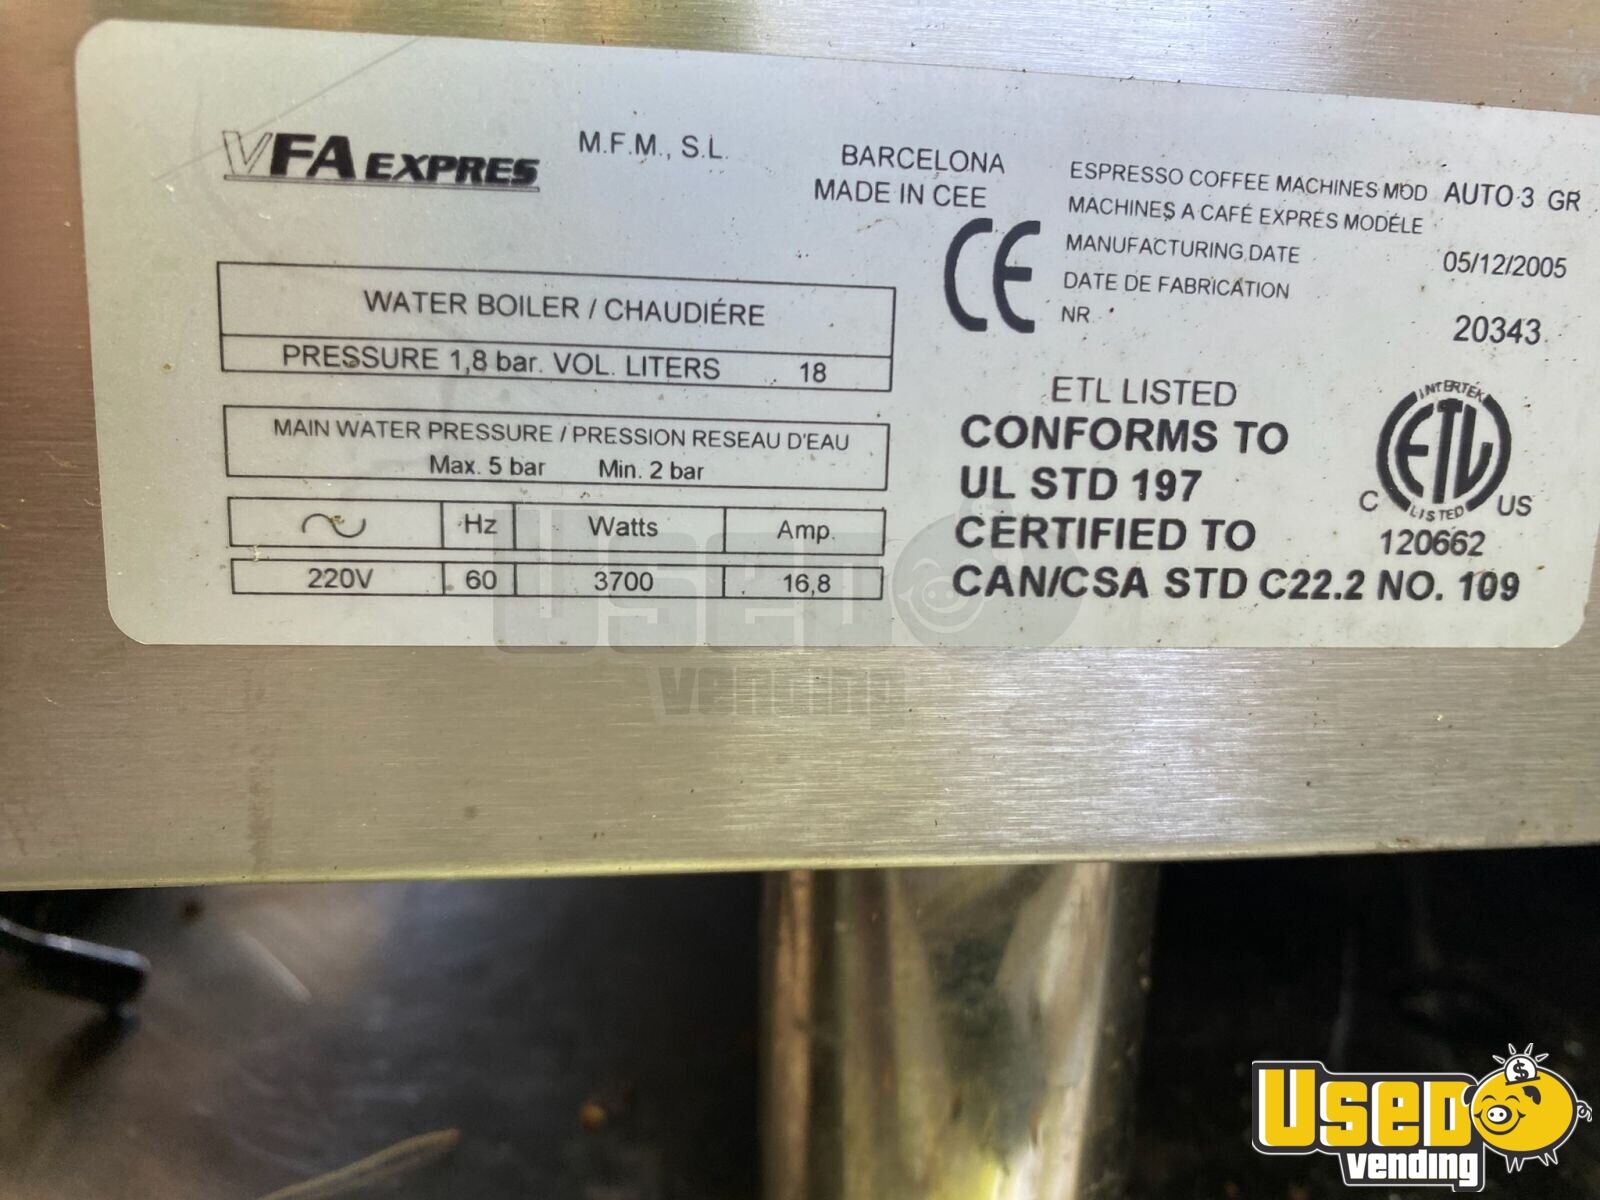 VFA EXPRES
M.F.M., S.L.
BARCELONA
MADE IN CEE
CE
ESPRESSO COFFEE MACHINES MOD AUTO 3 GR
MACHINES A CAFÉ EXPRES MODÉLE
MANUFACTURING DATE
DATE DE FABRICATION
05/12/2005
NR.
20343
WATER BOILER / CHAUDIÉRE
PRESSURE 1,8 bar. VOL. LITERS 18
MAIN WATER PRESSURE / PRESSION RESEAU D'EAU
Max. 5 bar Min. 2 bar
Hz Watts Amp.
220V 60 3700 16,8
ETL LISTED
CONFORMS TO
UL STD 197
CERTIFIED TO
CAN/CSA STD C22.2 NO. 109
INTERTEK
ETL
LISTED
C US
120662
USED
vending
USED
vending